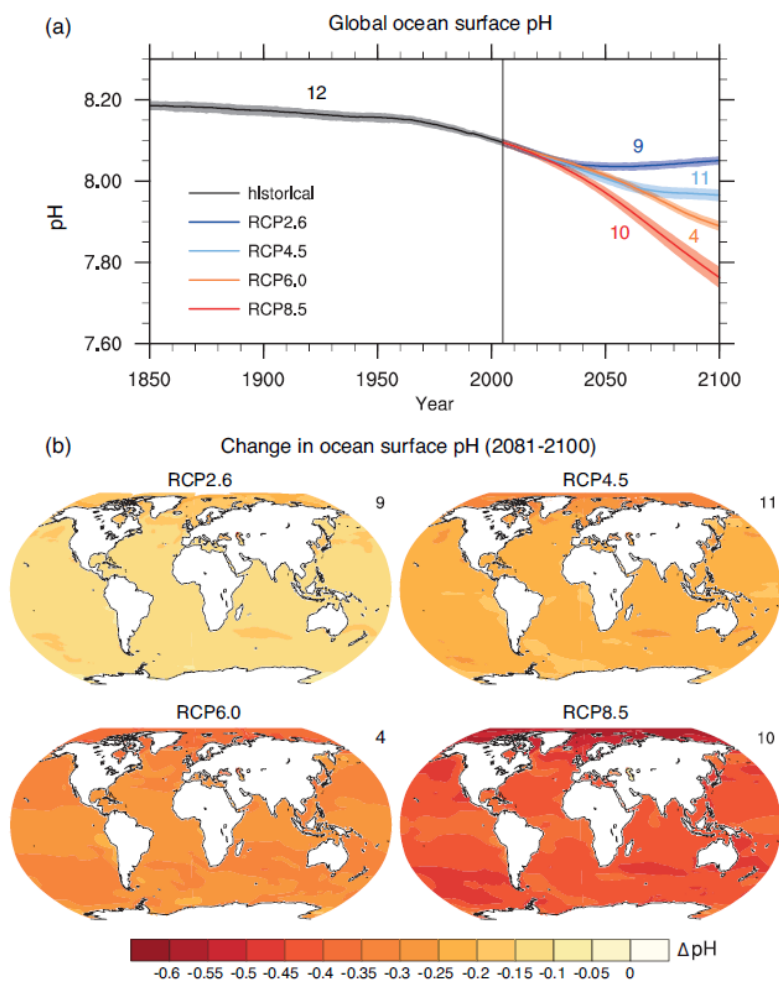 (a) Global ocean surface pH
12
9
8.20
11
8.00
historical
RCP2.6
4
pH
RCP4.5
10
7.80
RCP6.0
RCP8.5
7.60
1850 1900 1950 2000 2050 2100
Year
(b) Change in ocean surface pH (2081-2100)
RCP2.6 RCP4.5
9 11
RCP6.0 RCP8.5
4 10
ΔpH
-0.6 -0.55 -0.5 -0.45 -0.4 -0.35 -0.3 -0.25 -0.2 -0.15 -0.1 -0.05 0